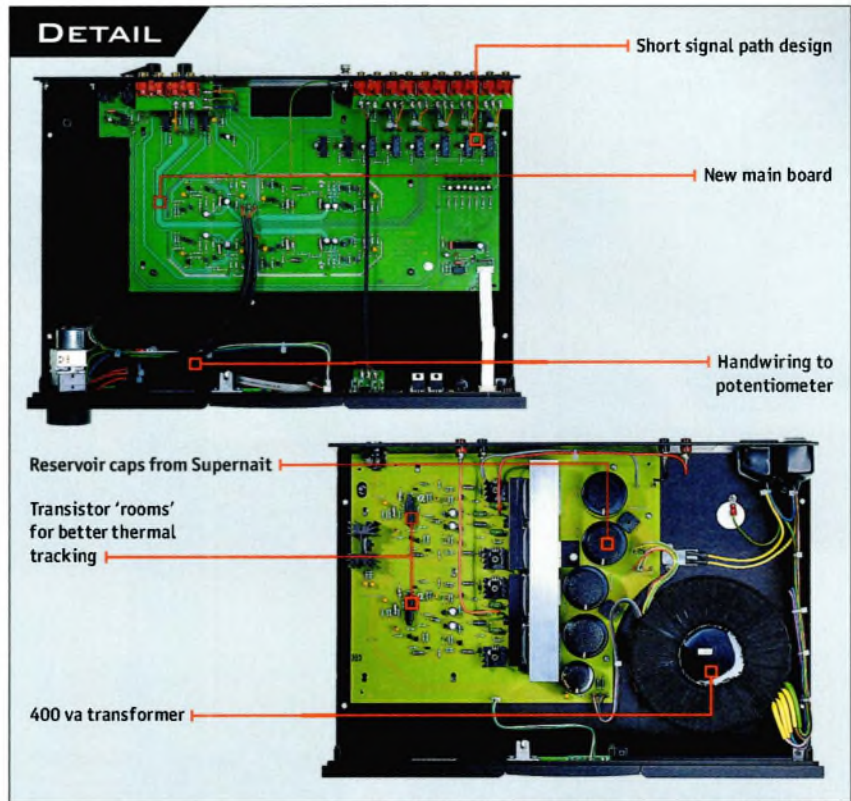 DETAIL
Short signal path design
New main board
Handwiring to
potentiometer
Reservoir caps from Supernait
Transistor 'rooms'
for better thermal
tracking
400 va transformer